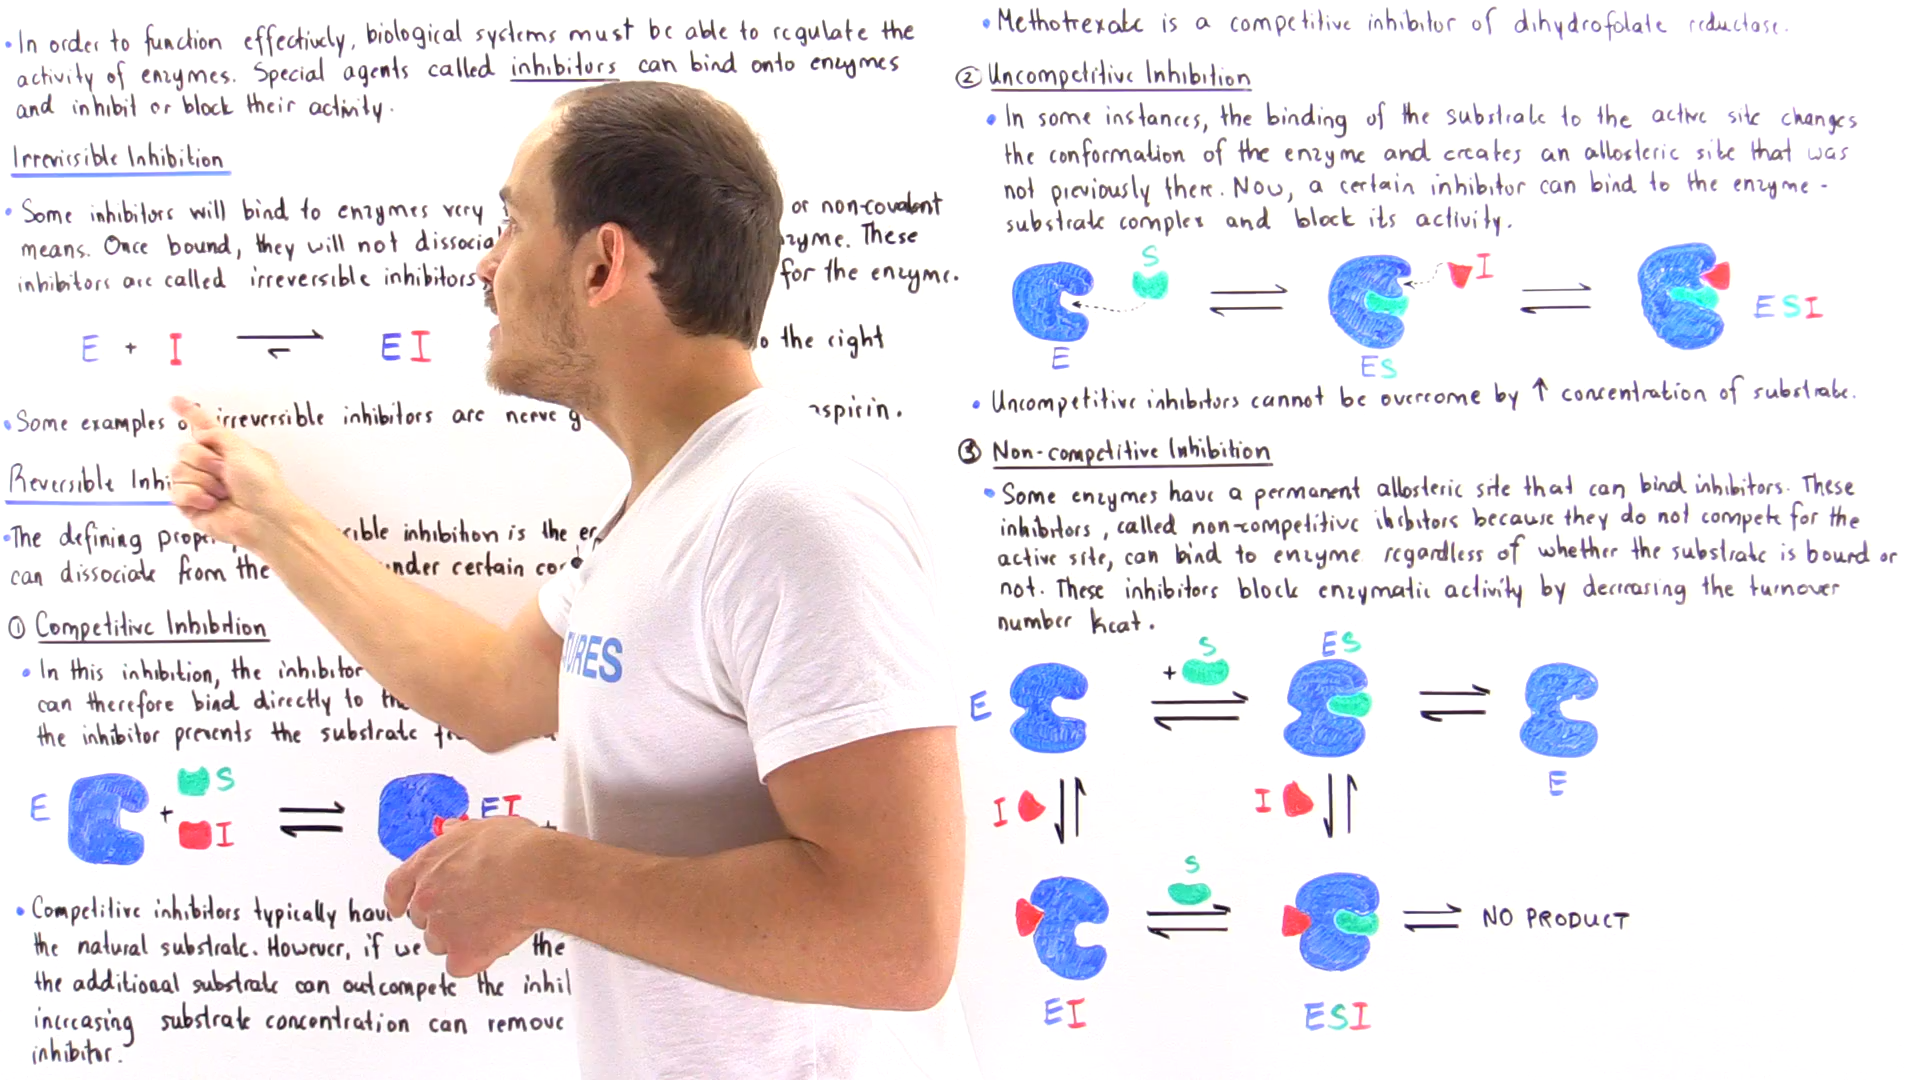 • In order to function effectively, biological systems must be able to regulate the
activity of enzymes. Special agents called inhibitors can bind onto enzymes
and inhibit or block their activity.
Irreverssible Inhibition
• Some inhibitors will bind to enzymes very or non-covalent
means. Once bound, they will not These
inhibitors are called irreversible inhibitors for the enzyme.
E + I ⇌ EI
the right
• Some examples irreversible inhibitors are nerve aspirin.
Reversible
• The defining inhibition is the
can dissociate from the under certain
① Competitive Inhibition
• In this inhibition, the inhibitor
can therefore bind directly to
the inhibitor prevents the substrate
E + S I ⇌ EI
• Competitive inhibitors typically have
the natural substrate. However, if we the
the additional substrate can outcompete the
increasing substrate concentration can remove
inhibitor.
URES
• Methotrexate is a competitive inhibitor of dihydrofolate reductase.
② Uncompetitive Inhibition
• In some instances, the binding of the substrate to the active site changes
the conformation of the enzyme and creates an allosteric site that was
not previously there. Now, a certain inhibitor can bind to the enzyme -
substrate complex and block its activity.
E S ⇌ ES I ⇌ ESI
• Uncompetitive inhibitors cannot be overcome by ↑ concentration of substrate.
③ Non-competitive Inhibition
• Some enzymes have a permanent allosteric site that can bind inhibitors. These
inhibitors, called non-competitive inhibitors because they do not compete for the
active site, can bind to enzyme regardless of whether the substrate is bound or
not. These inhibitors block enzymatic activity by decreasing the turnover
number kcat.
E + S ⇌ ES ⇌ E
I I
S
⇌ ⇌ NO PRODUCT
EI ESI